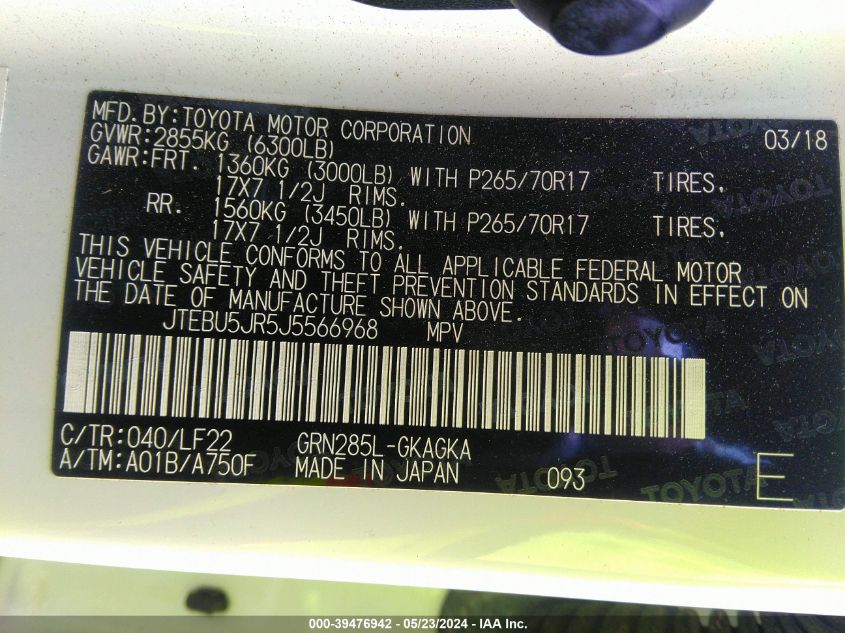 MFD.BY:TOYOTA MOTOR CORPORATION 03/18
GVWR:2855KG (6300LB)
GAWR:FRT. 1360KG (3000LB) WITH P265/70R17 TIRES,
17X7 1/2J RIMS.
RR. 1560KG (3450LB) WITH P265/70R17 TIRES,
17X7 1/2J RIMS.
THIS VEHICLE CONFORMS TO ALL APPLICABLE FEDERAL MOTOR
VEHICLE SAFETY AND THEFT PREVENTION STANDARDS IN EFFECT ON
THE DATE OF MANUFACTURE SHOWN ABOVE.
JTEBU5JR5J5566968 MPV
C/TR:040/LF22 GRN285L-GKAGKA
A/TM:A01B/A750F MADE IN JAPAN 093 E
TOYOTA TOYOTA
000-39476942 - 05/23/2024 - IAA Inc.